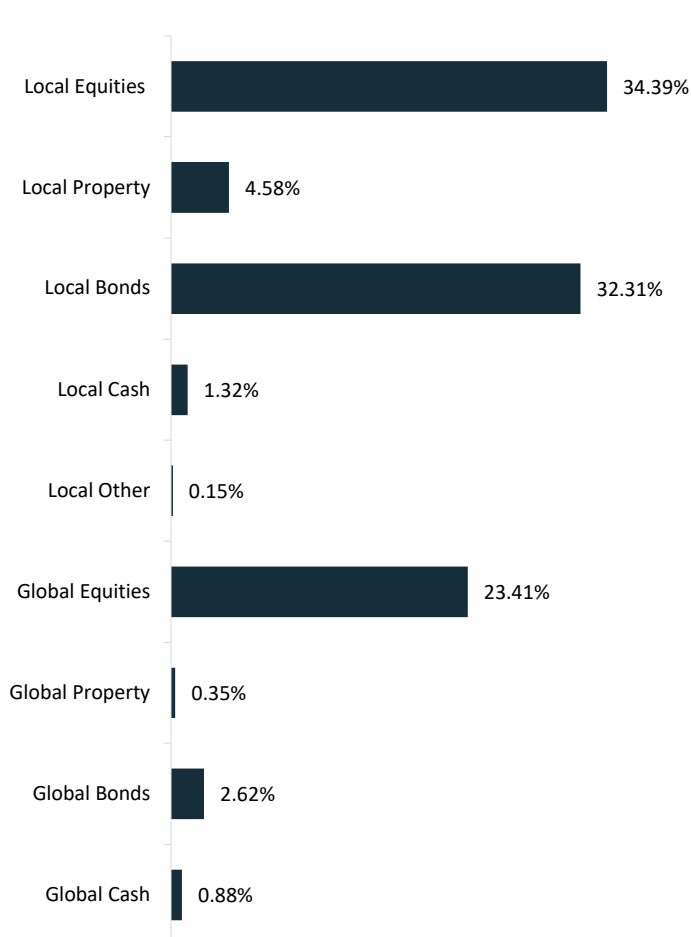 Local Equities 34.39%
Local Property 4.58%
Local Bonds 32.31%
Local Cash 1.32%
Local Other 0.15%
Global Equities 23.41%
Global Property 0.35%
Global Bonds 2.62%
Global Cash 0.88%